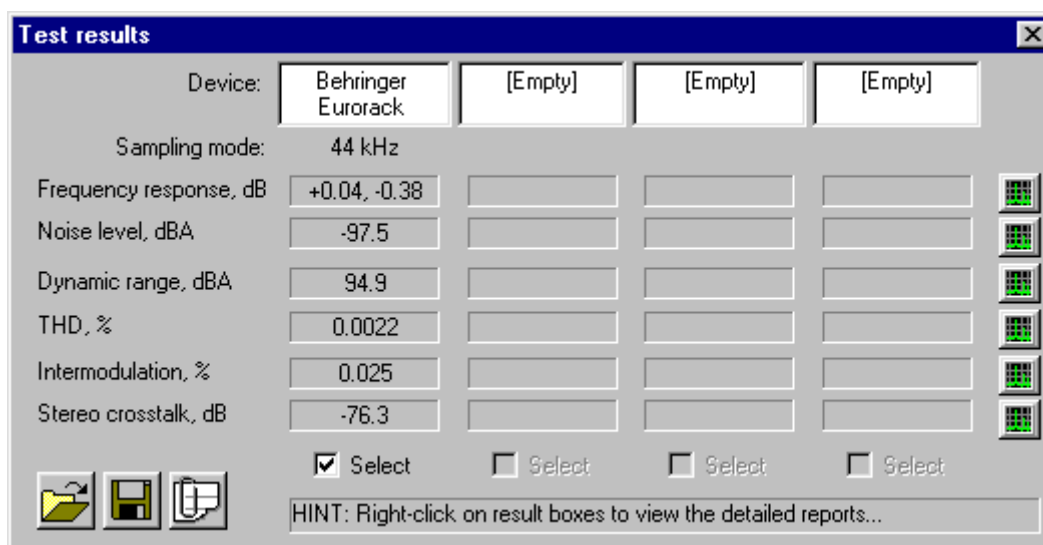 Test results
Device: Behringer Eurorack [Empty] [Empty] [Empty]
Sampling mode: 44 kHz
Frequency response, dB +0.04, -0.38
Noise level, dBA -97.5
Dynamic range, dBA 94.9
THD, % 0.0022
Intermodulation, % 0.025
Stereo crosstalk, dB -76.3
Select Select Select Select
HINT: Right-click on result boxes to view the detailed reports...